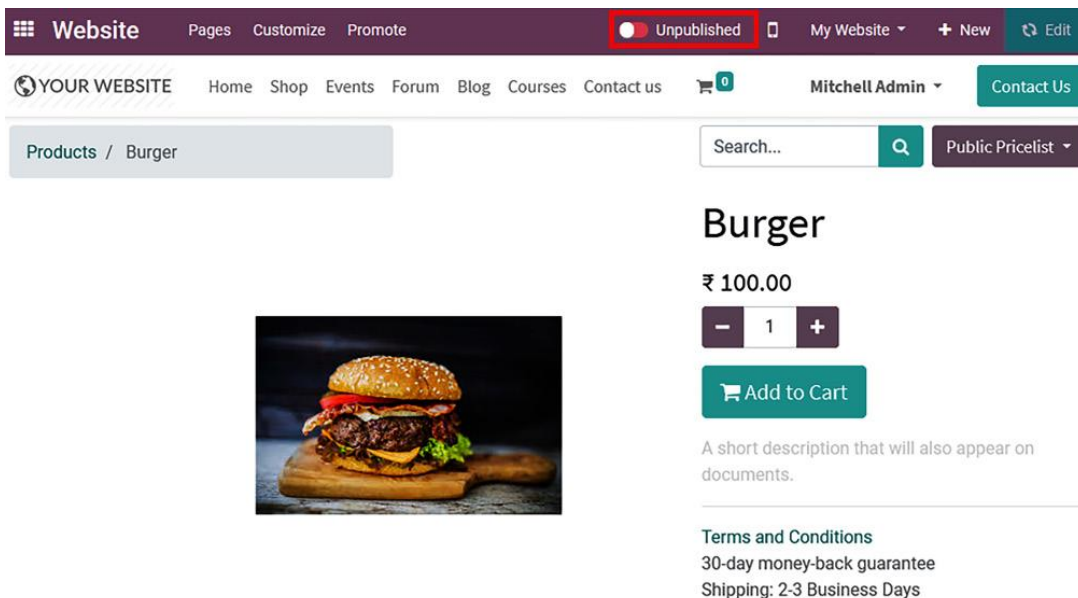 Website Pages Customize Promote Unpublished My Website + New Edit
YOUR WEBSITE Home Shop Events Forum Blog Courses Contact us 0 Mitchell Admin Contact Us
Products / Burger Search... Public Pricelist
Burger
₹ 100.00
− 1 +
Add to Cart
A short description that will also appear on
documents.
Terms and Conditions
30-day money-back guarantee
Shipping: 2-3 Business Days